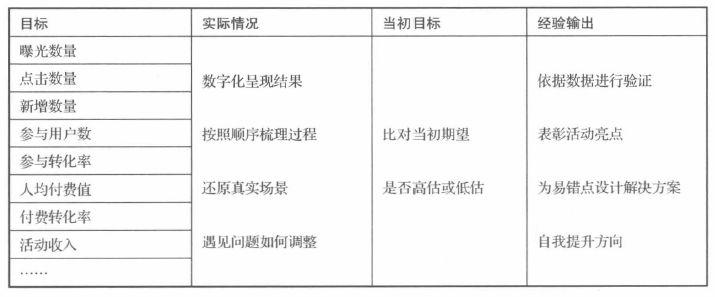 目标 实际情况 当初目标 经验输出
曝光数量
点击数量 数字化呈现结果 依据数据进行验证
新增数量
参与用户数 按照顺序梳理过程 比对当初期望 表彰活动亮点
参与转化率
人均付费值 还原真实场景 是否高估或低估 为易错点设计解决方案
付费转化率
活动收入 遇见问题如何调整 自我提升方向
……